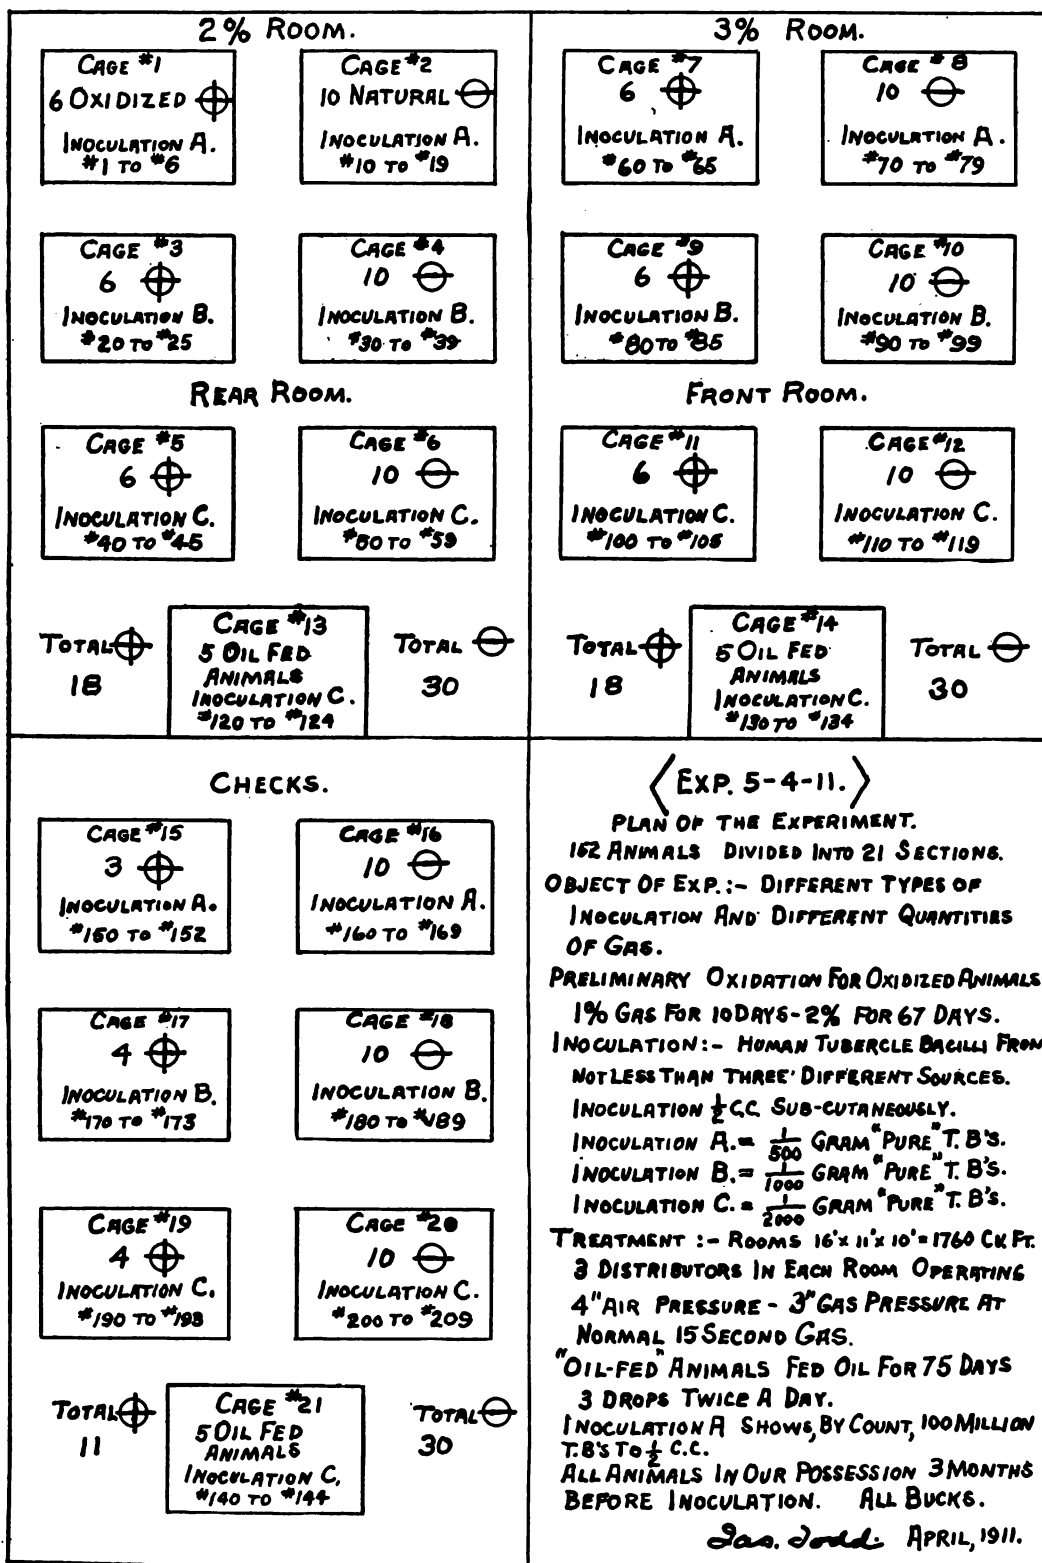 2% ROOM.
CAGE #1
6 OXIDIZED
INOCULATION A.
#1 TO #6
CAGE #2
10 NATURAL
INOCULATION A.
#10 TO #19
CAGE #3
6
INOCULATION B.
#20 TO #25
CAGE #4
10
INOCULATION B.
#30 TO #39
REAR ROOM.
CAGE #5
6
INOCULATION C.
#40 TO #45
CAGE #6
10
INOCULATION C.
#50 TO #59
TOTAL
18
CAGE #13
5 OIL FED
ANIMALS
INOCULATION C.
#120 TO #124
TOTAL
30
3% ROOM.
CAGE #7
6
INOCULATION A.
#60 TO #65
CAGE #8
10
INOCULATION A.
#70 TO #79
CAGE #9
6
INOCULATION B.
#80 TO #85
CAGE #10
10
INOCULATION B.
#90 TO #99
FRONT ROOM.
CAGE #11
6
INOCULATION C.
#100 TO #105
CAGE #12
10
INOCULATION C.
#110 TO #119
TOTAL
18
CAGE #14
5 OIL FED
ANIMALS
INOCULATION C.
#130 TO #134
TOTAL
30
CHECKS.
CAGE #15
3
INOCULATION A.
#150 TO #152
CAGE #16
10
INOCULATION A.
#160 TO #169
CAGE #17
4
INOCULATION B.
#170 TO #173
CAGE #18
10
INOCULATION B.
#180 TO #189
CAGE #19
4
INOCULATION C.
#190 TO #193
CAGE #20
10
INOCULATION C.
#200 TO #209
TOTAL
11
CAGE #21
5 OIL FED
ANIMALS
INOCULATION C.
#140 TO #144
TOTAL
30
<EXP. 5-4-11.>
PLAN OF THE EXPERIMENT.
152 ANIMALS DIVIDED INTO 21 SECTIONS.
OBJECT OF EXP.:- DIFFERENT TYPES OF
INOCULATION AND DIFFERENT QUANTITIES
OF GAS.
PRELIMINARY OXIDATION FOR OXIDIZED ANIMALS
1% GAS FOR 10 DAYS - 2% FOR 67 DAYS.
INOCULATION:- HUMAN TUBERCLE BACILLI FROM
NOT LESS THAN THREE DIFFERENT SOURCES.
INOCULATION ½ C.C. SUB-CUTANEOUSLY.
INOCULATION A. = 1/500 GRAM "PURE" T.B'S.
INOCULATION B. = 1/1000 GRAM "PURE" T.B'S.
INOCULATION C. = 1/2000 GRAM "PURE" T.B'S.
TREATMENT :- ROOMS 16' x 11' x 10' = 1760 CU FT.
3 DISTRIBUTORS IN EACH ROOM OPERATING
4" AIR PRESSURE - 3" GAS PRESSURE AT
NORMAL 15 SECOND GAS.
"OIL-FED" ANIMALS FED OIL FOR 75 DAYS
3 DROPS TWICE A DAY.
INOCULATION A SHOWS, BY COUNT, 100 MILLION
T.B'S TO ½ C.C.
ALL ANIMALS IN OUR POSSESSION 3 MONTHS
BEFORE INOCULATION. ALL BUCKS.
Jas. Todd. APRIL, 1911.